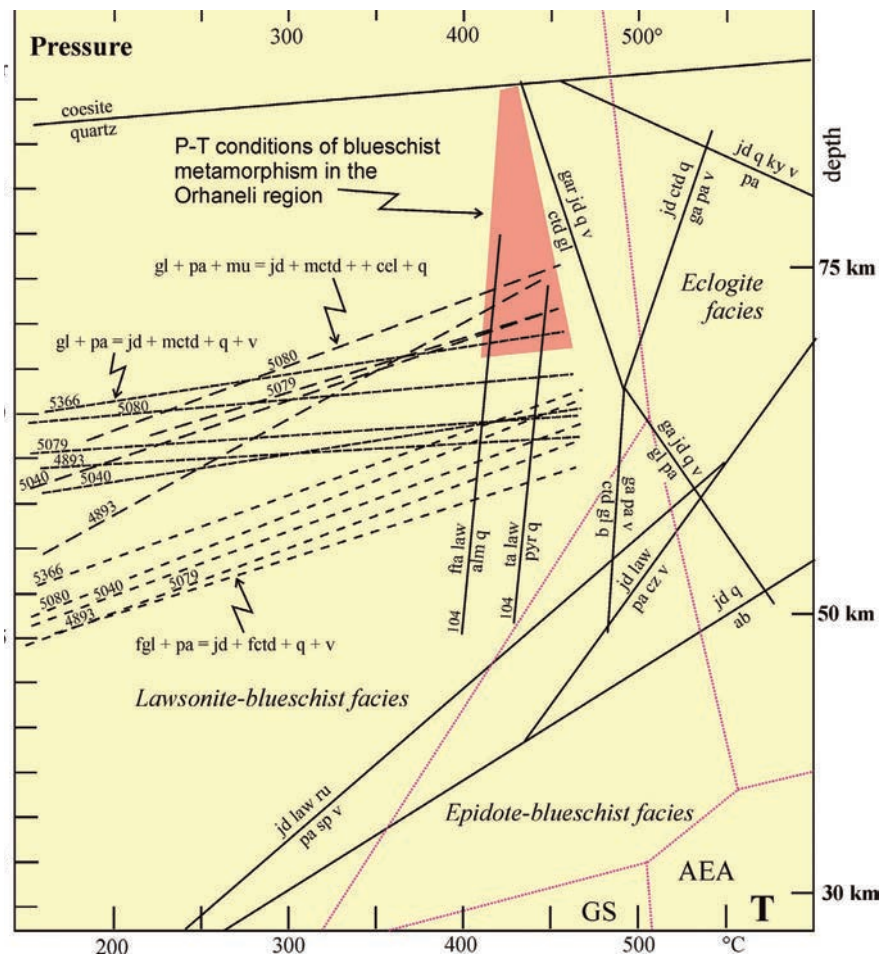 Pressure
300
400
500°
coesite
quartz
P-T conditions of blueschist
metamorphism in the
Orhaneli region
depth
gar jd q v
ctd gl
jd ctd q
ga pa v
jd q ky v
pa
75 km
Eclogite
facies
gl + pa + mu = jd + mctd + + cel + q
gl + pa = jd + mctd + q + v
5080
5366
5079
5080
5079
4893
5040
5040
4893
ga jd q v
gl pa
ga pa v
ctd gl q
fta law
alm q
ta law
pyr q
104
104
jd law
pa cz v
jd q
ab
5366
5080
5040
5079
4893
50 km
fgl + pa = jd + fctd + q + v
Lawsonite-blueschist facies
jd law ru
pa sp v
Epidote-blueschist facies
AEA
GS
T
30 km
200
300
400
500
°C